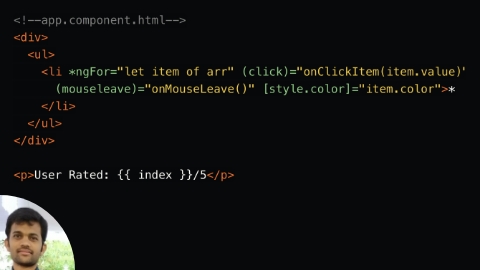 <!--app.component.html-->
<div>
<ul>
<li *ngFor="let item of arr" (click)="onClickItem(item.value)"
(mouseleave)="onMouseLeave()" [style.color]="item.color">*
</li>
</ul>
</div>
<p>User Rated: {{ index }}/5</p>